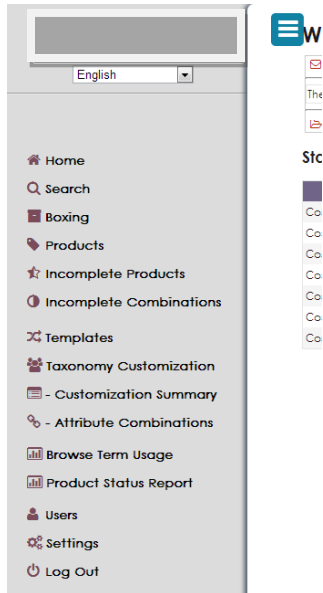 English
W
The
Home
Search
Boxing
Products
Incomplete Products
Incomplete Combinations
Templates
Taxonomy Customization
- Customization Summary
- Attribute Combinations
Browse Term Usage
Product Status Report
Users
Settings
Log Out
Sta
Co
Co
Co
Co
Co
Co
Co